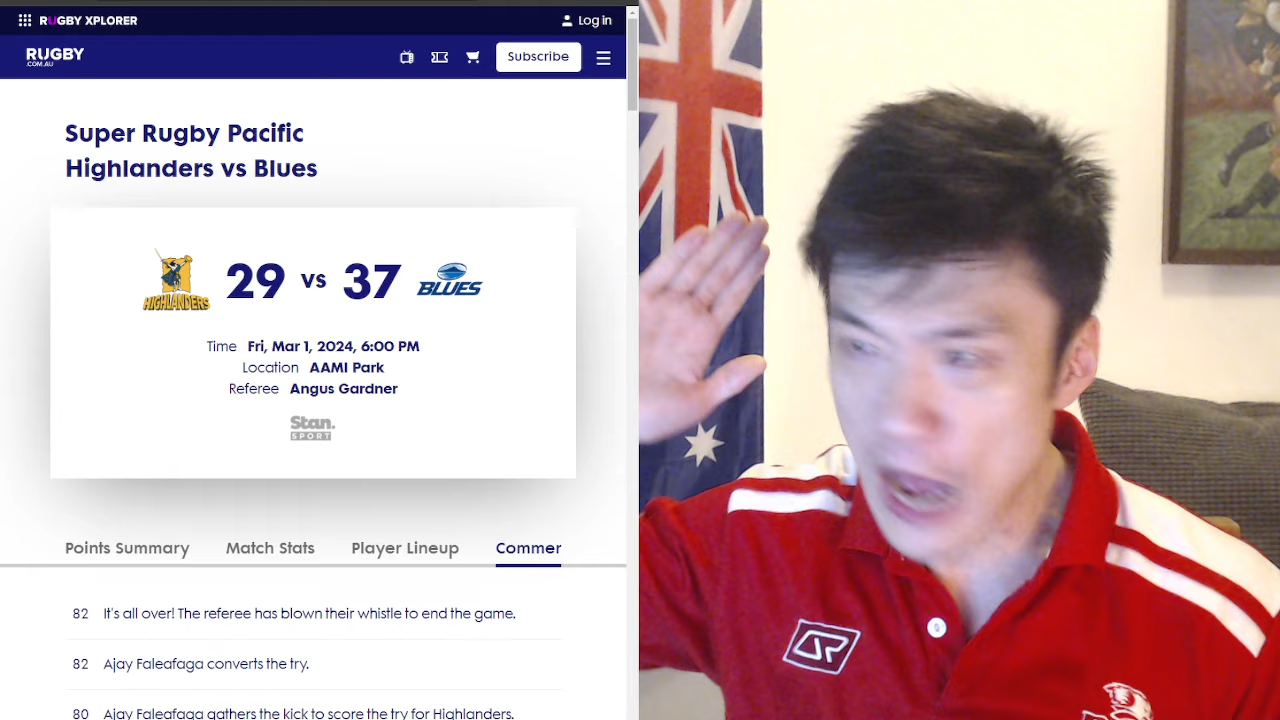 RUGBY XPLORER
Log in
RUGBY
.COM.AU
Subscribe
Super Rugby Pacific
Highlanders vs Blues
HIGHLANDERS
29 vs 37
BLUES
Time Fri, Mar 1, 2024, 6:00 PM
Location AAMI Park
Referee Angus Gardner
Stan.
SPORT
Points Summary
Match Stats
Player Lineup
Commer
82 It's all over! The referee has blown their whistle to end the game.
82 Ajay Faleafaga converts the try.
80 Ajay Faleafaga gathers the kick to score the try for Highlanders.